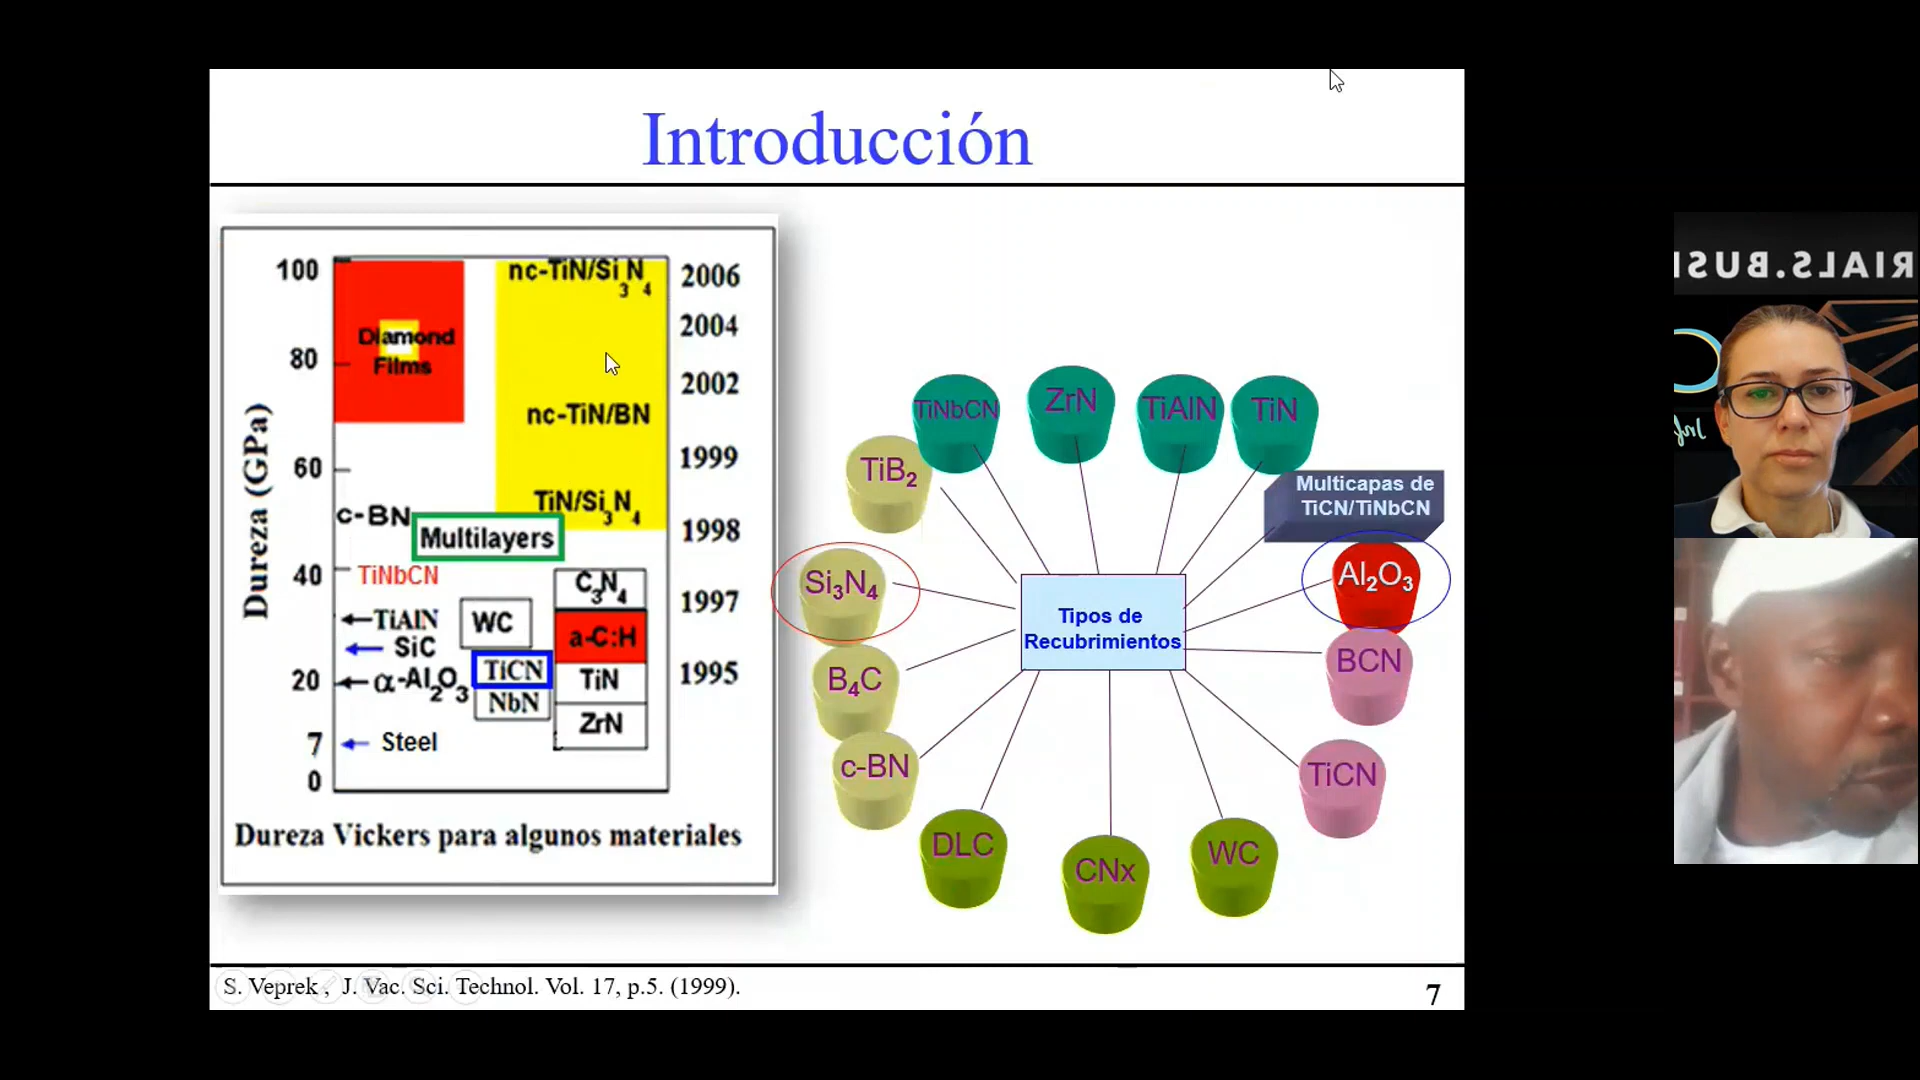 Introducción
Dureza (GPa)
100
80
60
40
20
7
0
Diamond
Films
nc-TiN/Si3N4
nc-TiN/BN
TiN/Si3N4
c-BN
Multilayers
TiNbCN
C3N4
TiAlN
WC
a-C:H
SiC
TiCN
α-Al2O3
TiN
NbN
ZrN
Steel
2006
2004
2002
1999
1998
1997
1995
Dureza Vickers para algunos materiales
TiNbCN
ZrN
TiAlN
TiN
TiB2
Multicapas de
TiCN/TiNbCN
Si3N4
Al2O3
Tipos de
Recubrimientos
B4C
BCN
c-BN
TiCN
DLC
CNx
WC
S. Veprek , J. Vac. Sci. Technol. Vol. 17, p.5. (1999).
7
RIALS.BUSI
Inf